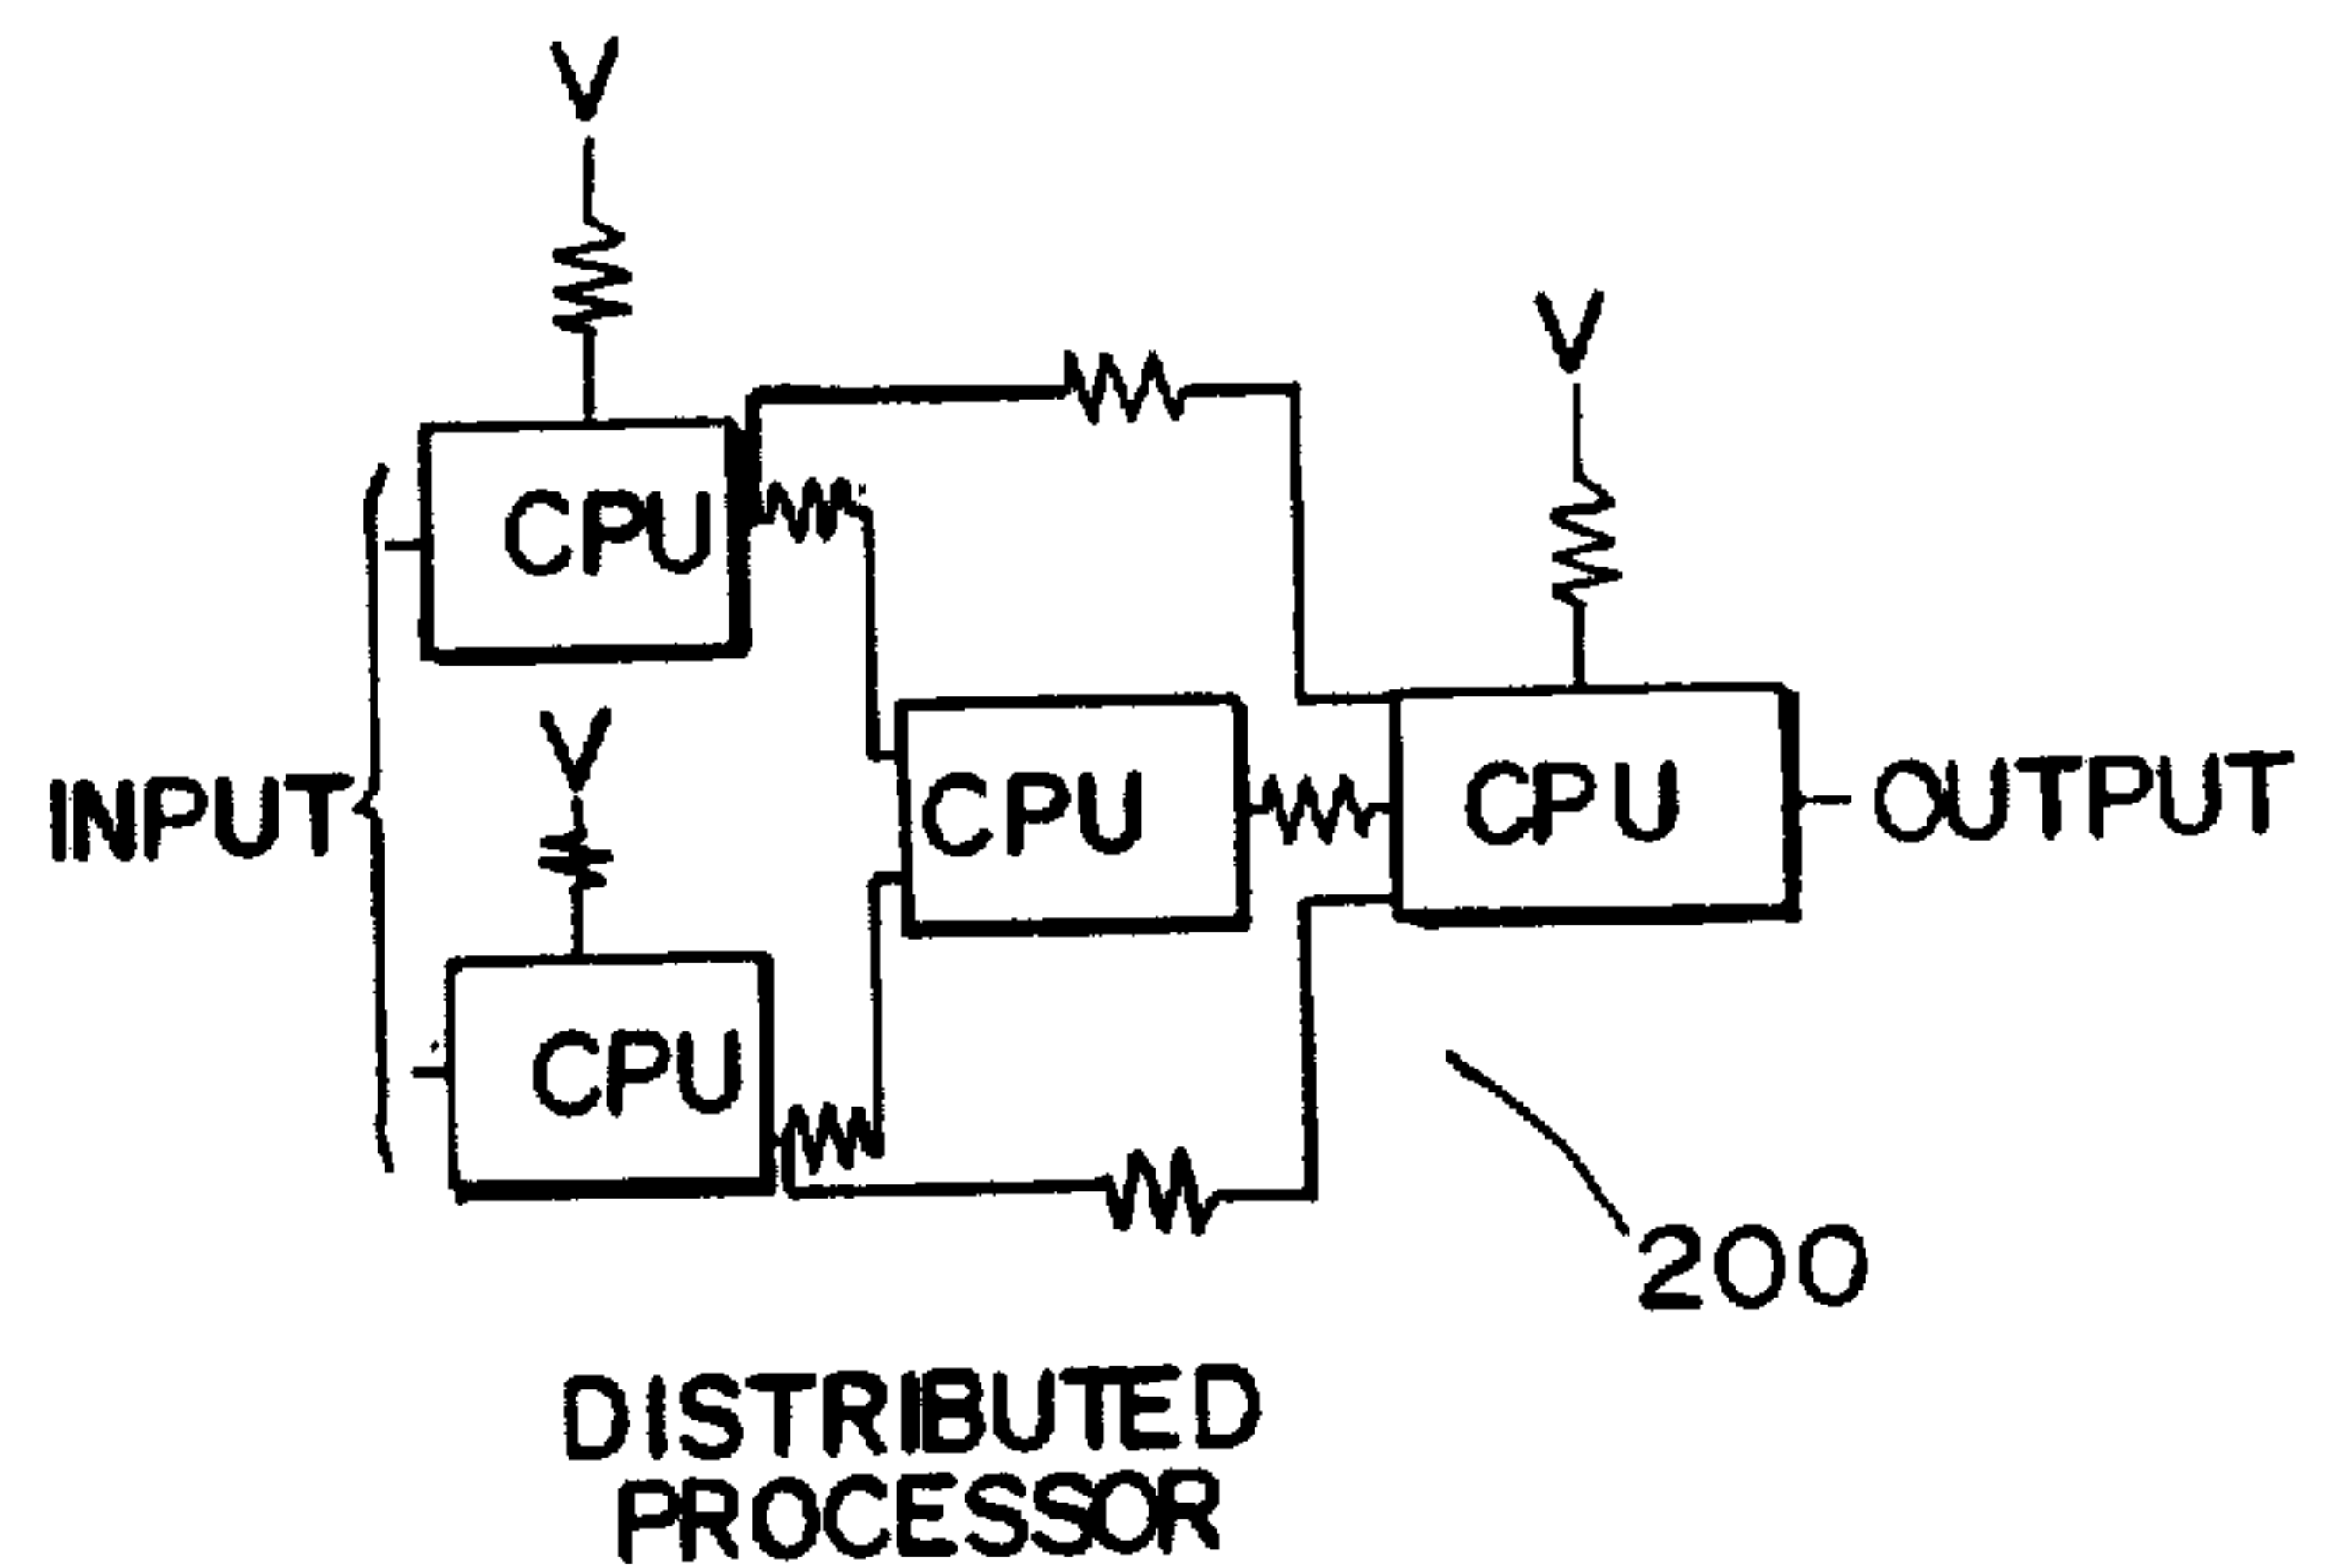 V
V
CPU
V
INPUT
CPU
CPU
OUTPUT
CPU
200
DISTRIBUTED
PROCESSOR